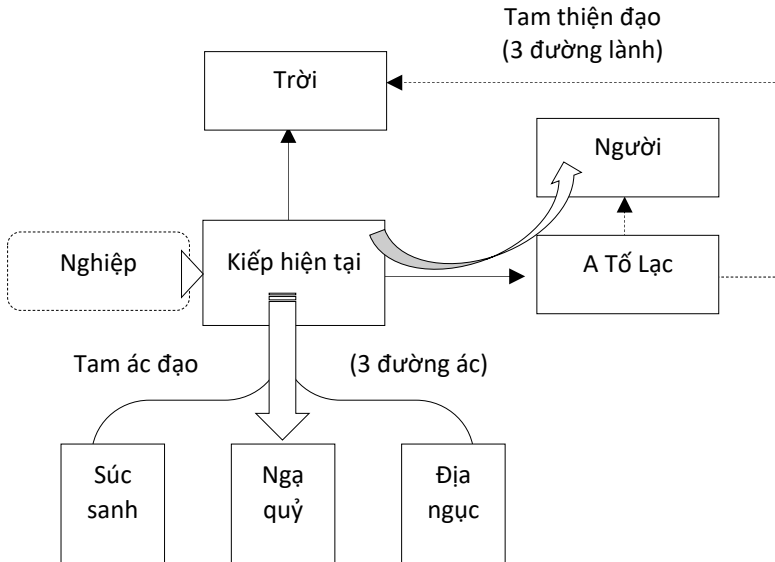 Tam thiện đạo
(3 đường lành)
Trời
Người
Nghiệp
Kiếp hiện tại
A Tố Lạc
Tam ác đạo
(3 đường ác)
Súc
sanh
Ngạ
quỷ
Địa
ngục